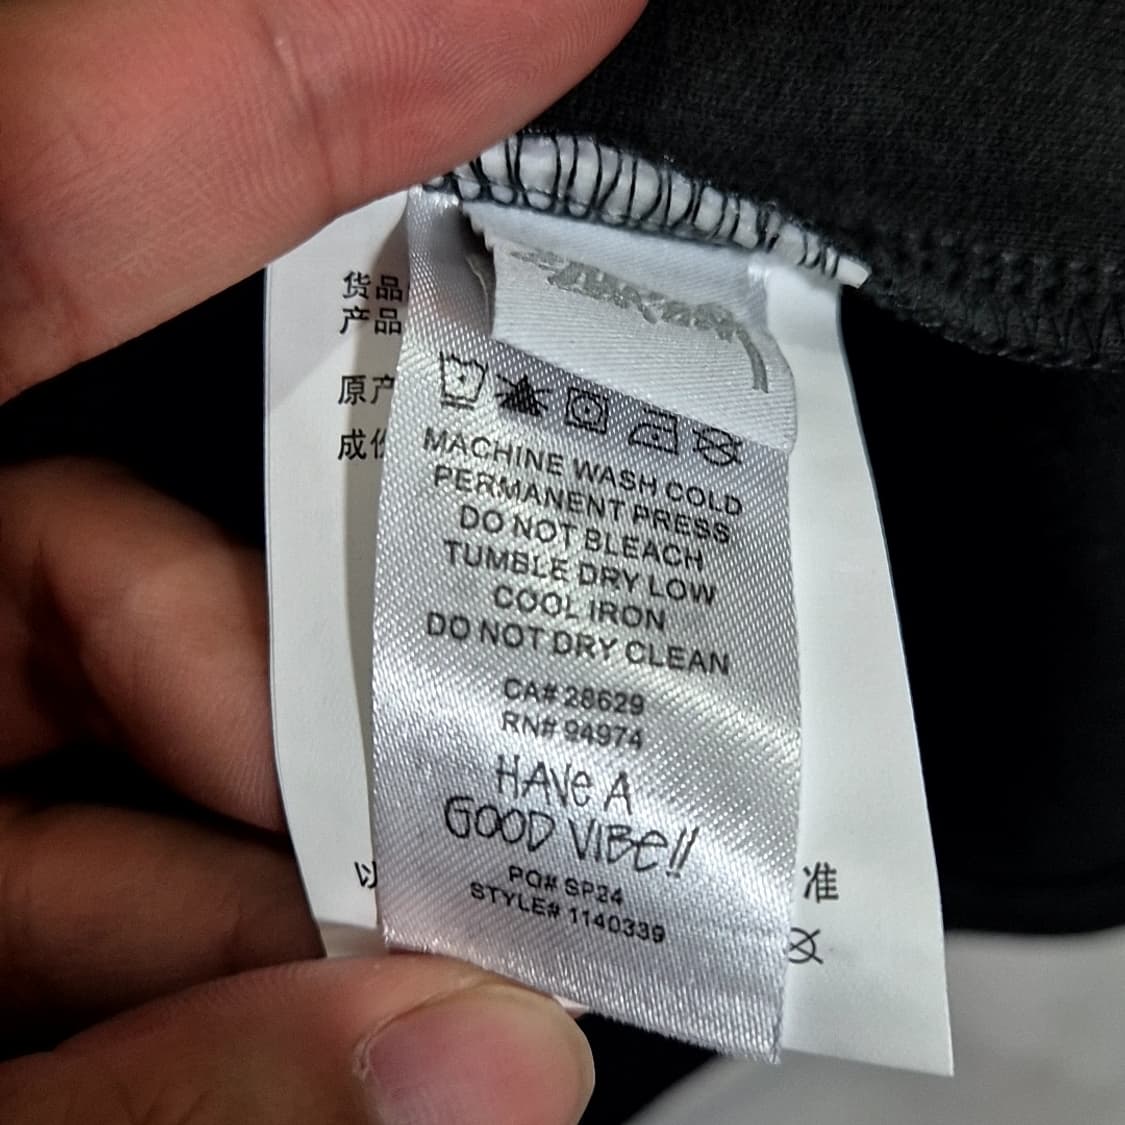 货品
产品
原产
成份
MACHINE WASH COLD
PERMANENT PRESS
DO NOT BLEACH
TUMBLE DRY LOW
COOL IRON
DO NOT DRY CLEAN
CA# 28629
RN# 94974
HAVE A
GOOD VIBE!!
PO# SP24
STYLE# 1140339
以
准